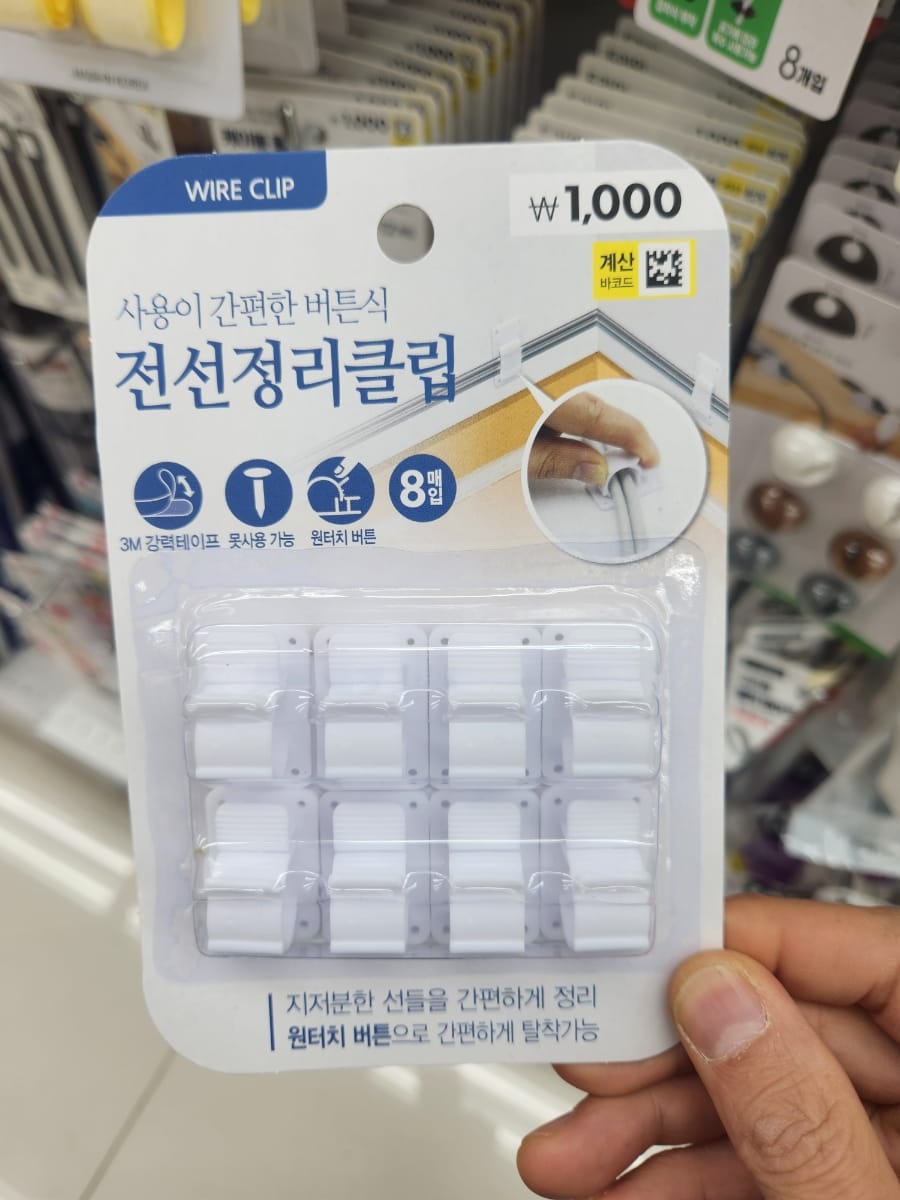 8개입
WIRE CLIP
₩1,000
계산
바코드
사용이 간편한 버튼식
전선정리클립
8매입
3M 강력테이프
못사용 가능
원터치 버튼
지저분한 선들을 간편하게 정리
원터치 버튼으로 간편하게 탈착가능